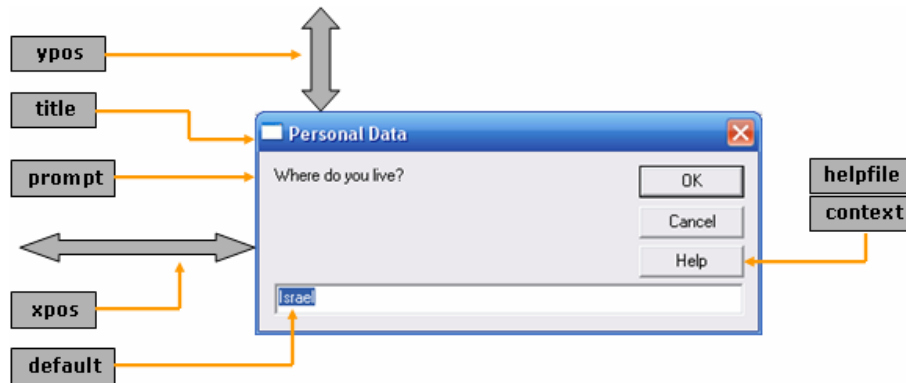 ypos
title
Personal Data
prompt
Where do you live?
OK
helpfile
Cancel
context
Help
xpos
Israel
default